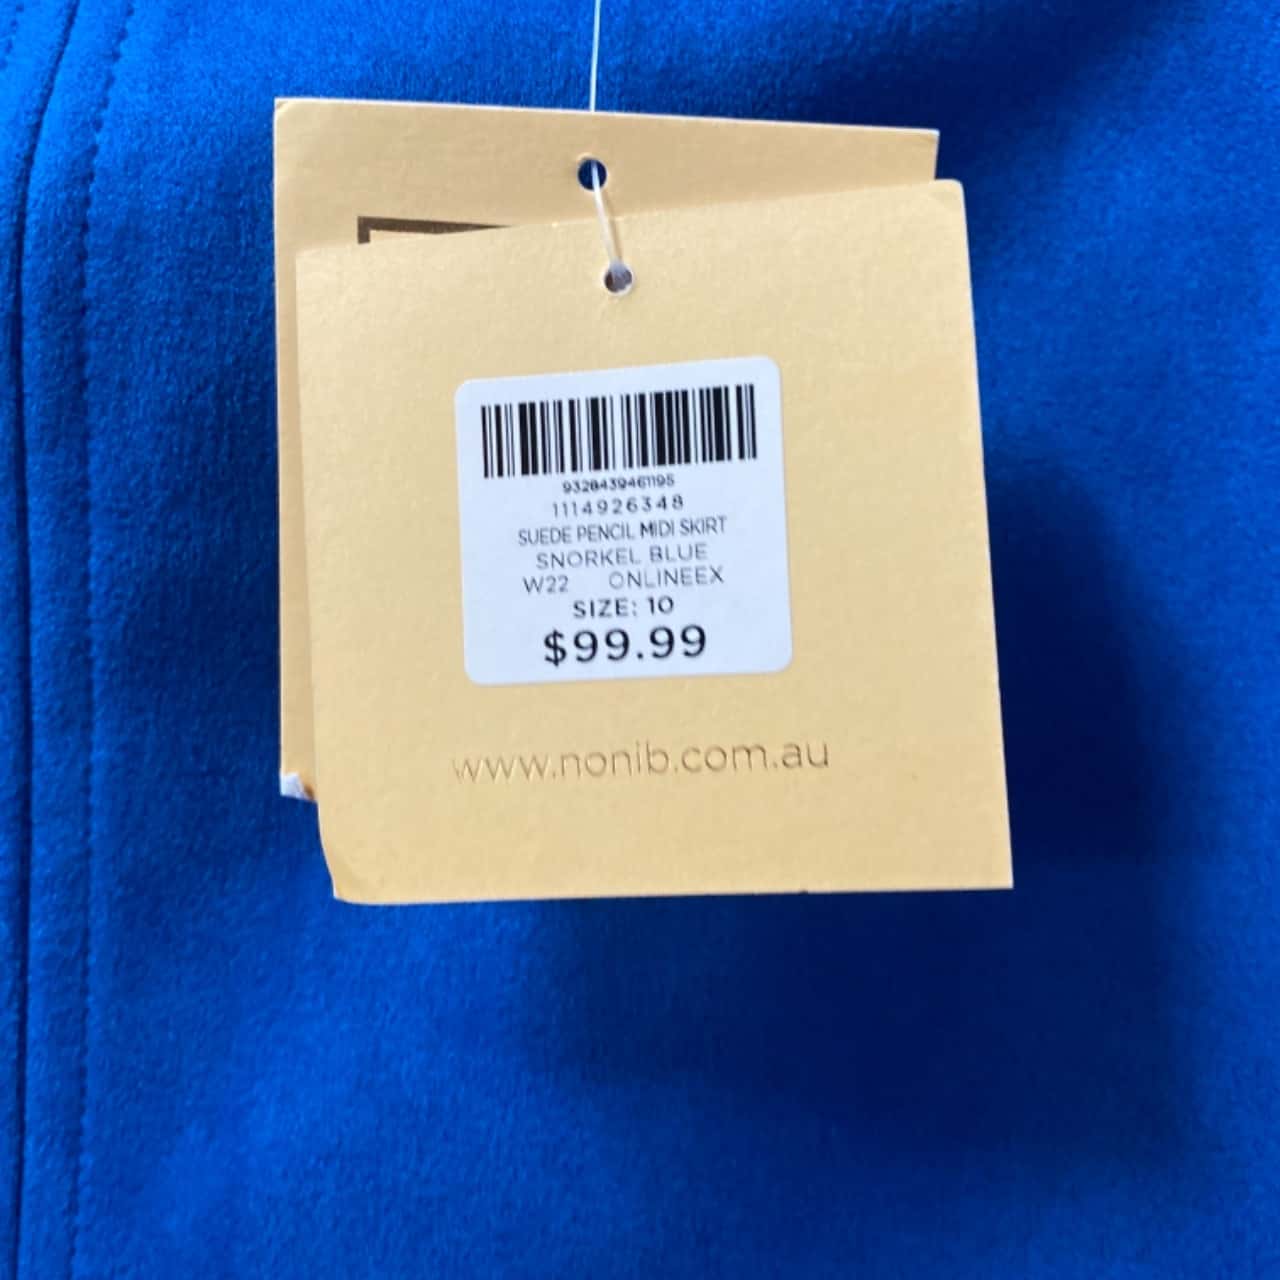 9328439461195
1114926348
SUEDE PENCIL MIDI SKIRT
SNORKEL BLUE
W22 ONLINEEX
SIZE: 10
$99.99
www.nonib.com.au